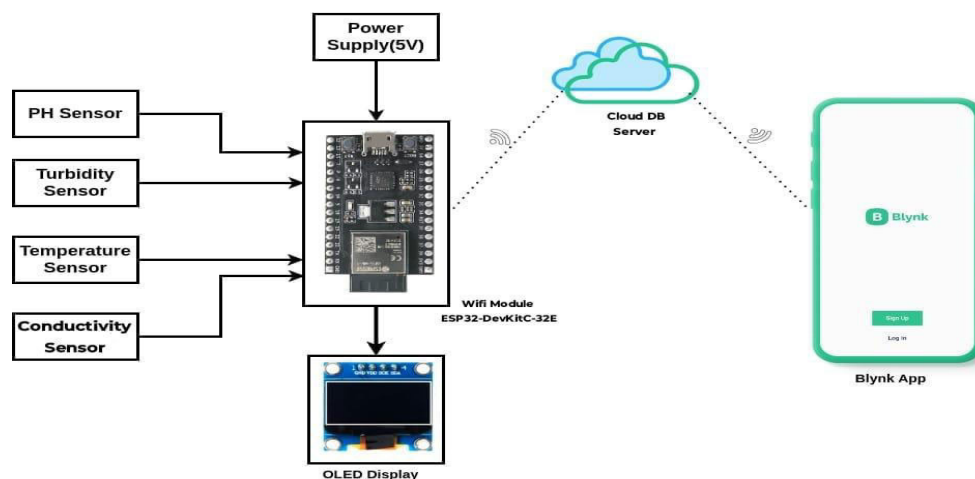 Power
Supply(5V)
PH Sensor
Turbidity
Sensor
Temperature
Sensor
Conductivity
Sensor
Wifi Module
ESP32-DevKitC-32E
Cloud DB
Server
B Blynk
Sign Up
Log in
Blynk App
OLED Display